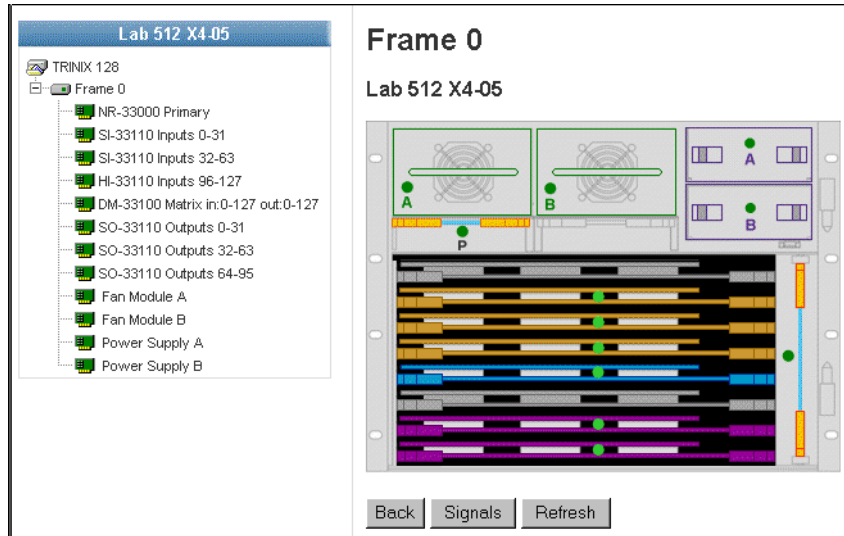 Lab 512 X4-05
TRINIX 128
Frame 0
NR-33000 Primary
SI-33110 Inputs 0-31
SI-33110 Inputs 32-63
HI-33110 Inputs 96-127
DM-33100 Matrix in:0-127 out:0-127
SO-33110 Outputs 0-31
SO-33110 Outputs 32-63
SO-33110 Outputs 64-95
Fan Module A
Fan Module B
Power Supply A
Power Supply B
Frame 0
Lab 512 X4-05
A
B
A
B
P
Back Signals Refresh